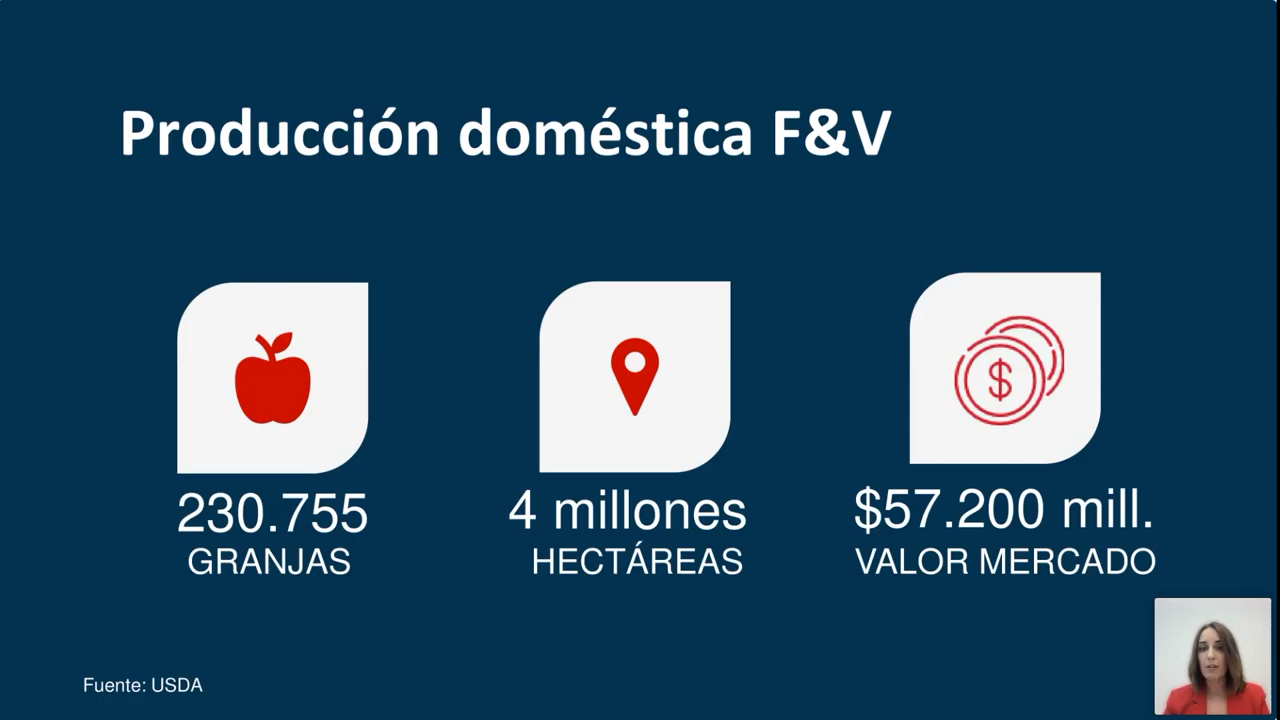 Producción doméstica F&V
$
230.755
GRANJAS
4 millones
HECTÁREAS
$57.200 mill.
VALOR MERCADO
Fuente: USDA